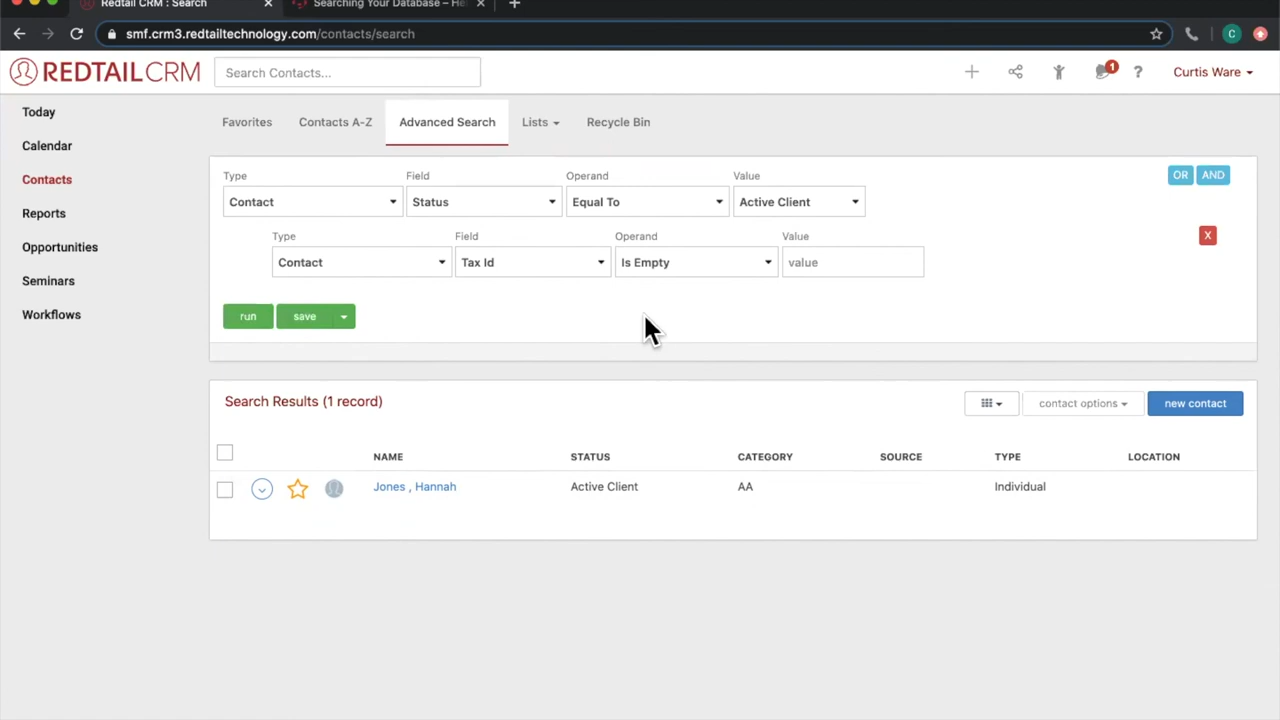 Redtail CRM : Search
Searching Your Database – He
smf.crm3.redtailtechnology.com/contacts/search
C
REDTAILCRM
Search Contacts...
1
?
Curtis Ware
Today
Calendar
Contacts
Reports
Opportunities
Seminars
Workflows
Favorites
Contacts A-Z
Advanced Search
Lists
Recycle Bin
Type
Field
Operand
Value
OR
AND
Contact
Status
Equal To
Active Client
Type
Field
Operand
Value
X
Contact
Tax Id
Is Empty
value
run
save
Search Results (1 record)
contact options
new contact
NAME
STATUS
CATEGORY
SOURCE
TYPE
LOCATION
Jones , Hannah
Active Client
AA
Individual